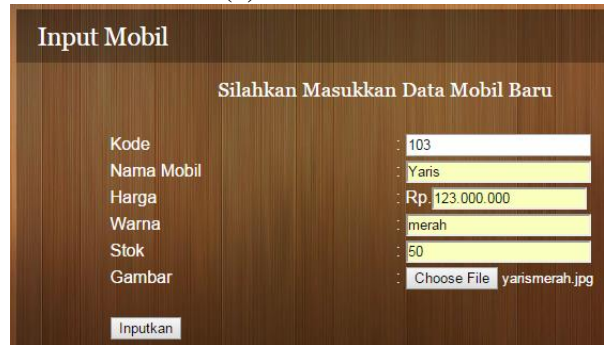 Input Mobil
Silahkan Masukkan Data Mobil Baru
Kode : 103
Nama Mobil : Yaris
Harga : Rp. 123.000.000
Warna : merah
Stok : 50
Gambar : Choose File yarismerah.jpg
Inputkan